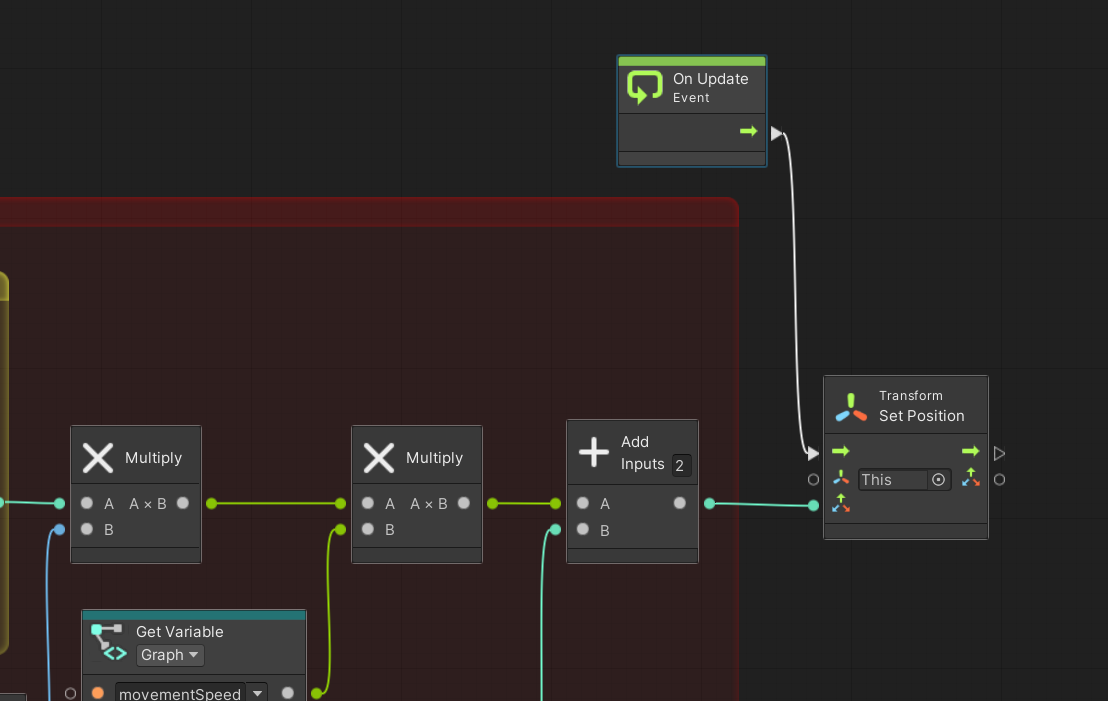 On Update
Event
Transform
Set Position
This
Multiply
A A × B
B
Multiply
A A × B
B
Add
Inputs 2
A
B
Get Variable
Graph
movementSpeed